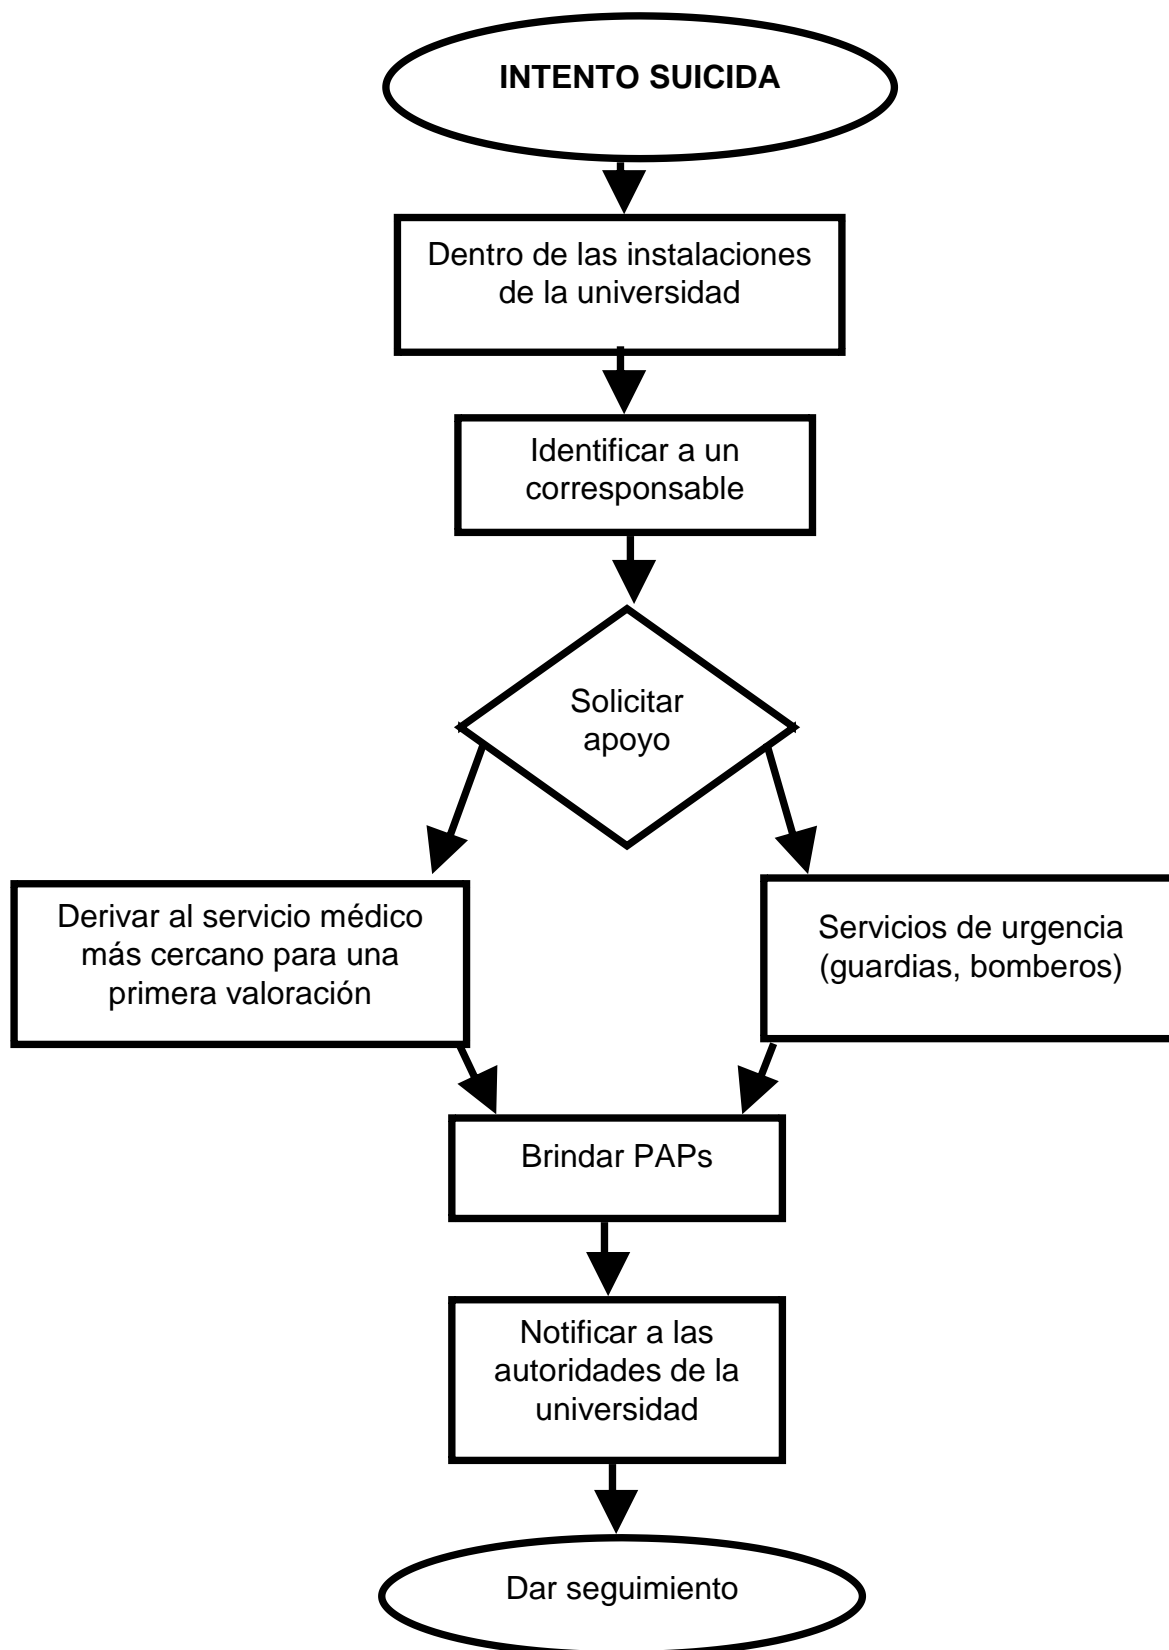 INTENTO SUICIDA
Dentro de las instalaciones
de la universidad
Identificar a un
corresponsable
Solicitar
apoyo
Derivar al servicio médico
más cercano para una
primera valoración
Servicios de urgencia
(guardias, bomberos)
Brindar PAPs
Notificar a las
autoridades de la
universidad
Dar seguimiento